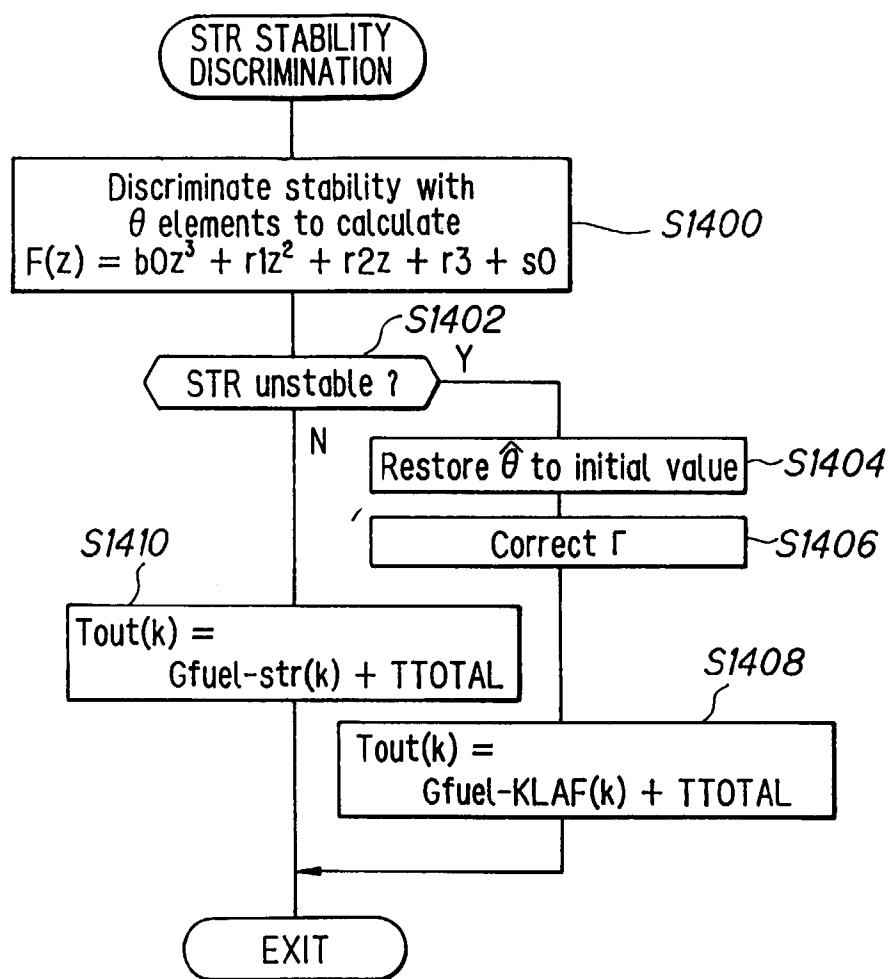 STR STABILITY
DISCRIMINATION
Discriminate stability with
θ elements to calculate
F(z) = b0z³ + r1z² + r2z + r3 + s0
S1400
S1402
STR unstable ?
Y
N
Restore θ̂ to initial value
S1404
Correct Γ
S1406
S1410
Tout(k) =
Gfuel-str(k) + TTOTAL
S1408
Tout(k) =
Gfuel-KLAF(k) + TTOTAL
EXIT